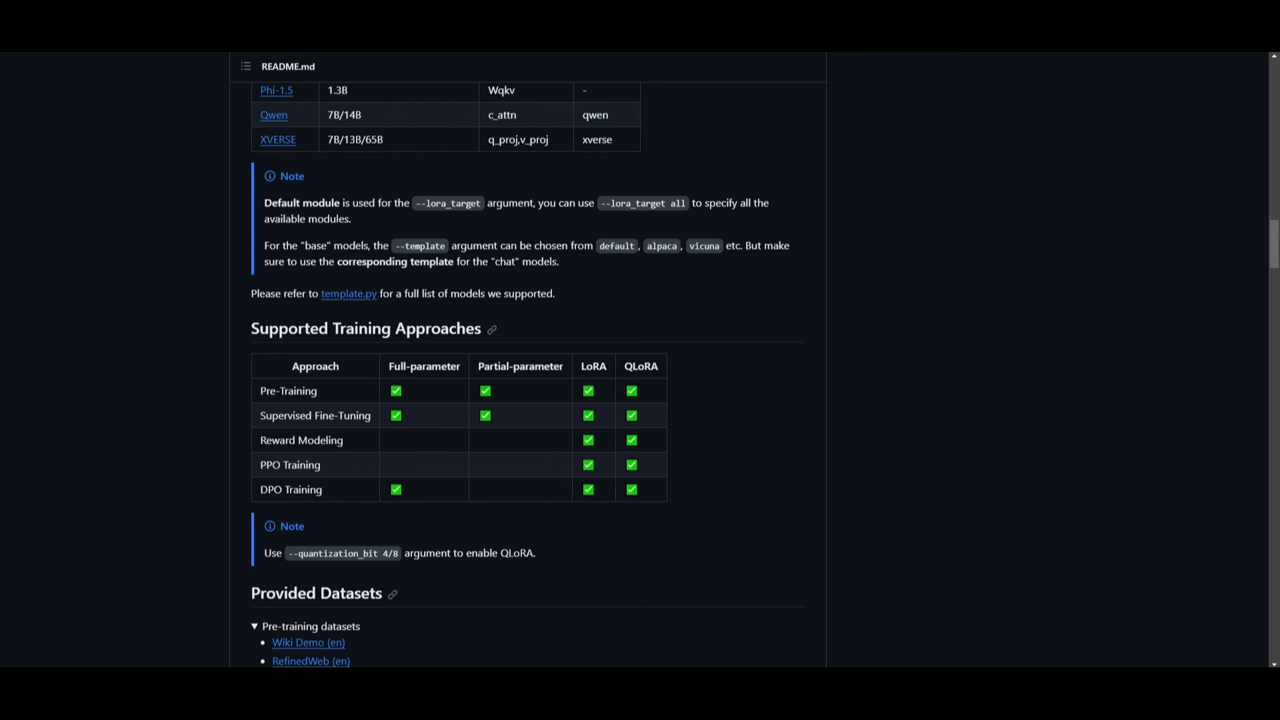 README.md
Phi-1.5 1.3B Wqkv -
Qwen 7B/14B c_attn qwen
XVERSE 7B/13B/65B q_proj,v_proj xverse
Note
Default module is used for the --lora_target argument, you can use --lora_target all to specify all the
available modules.
For the "base" models, the --template argument can be chosen from default, alpaca, vicuna etc. But make
sure to use the corresponding template for the "chat" models.
Please refer to template.py for a full list of models we supported.
Supported Training Approaches
Approach Full-parameter Partial-parameter LoRA QLoRA
Pre-Training ✅ ✅ ✅ ✅
Supervised Fine-Tuning ✅ ✅ ✅ ✅
Reward Modeling ✅ ✅
PPO Training ✅ ✅
DPO Training ✅ ✅ ✅
Note
Use --quantization_bit 4/8 argument to enable QLoRA.
Provided Datasets
Pre-training datasets
Wiki Demo (en)
RefinedWeb (en)